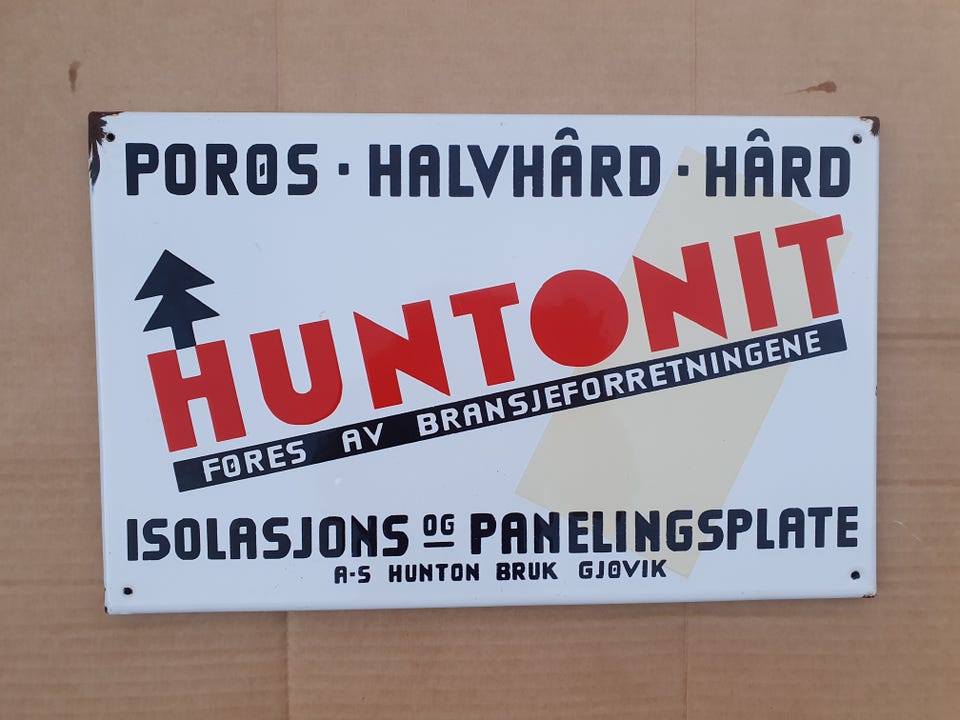 PORØS · HALVHÅRD · HÅRD
HUNTONIT
FØRES AV BRANSJEFORRETNINGENE
ISOLASJONS OG PANELINGSPLATE
A-S HUNTON BRUK GJØVIK